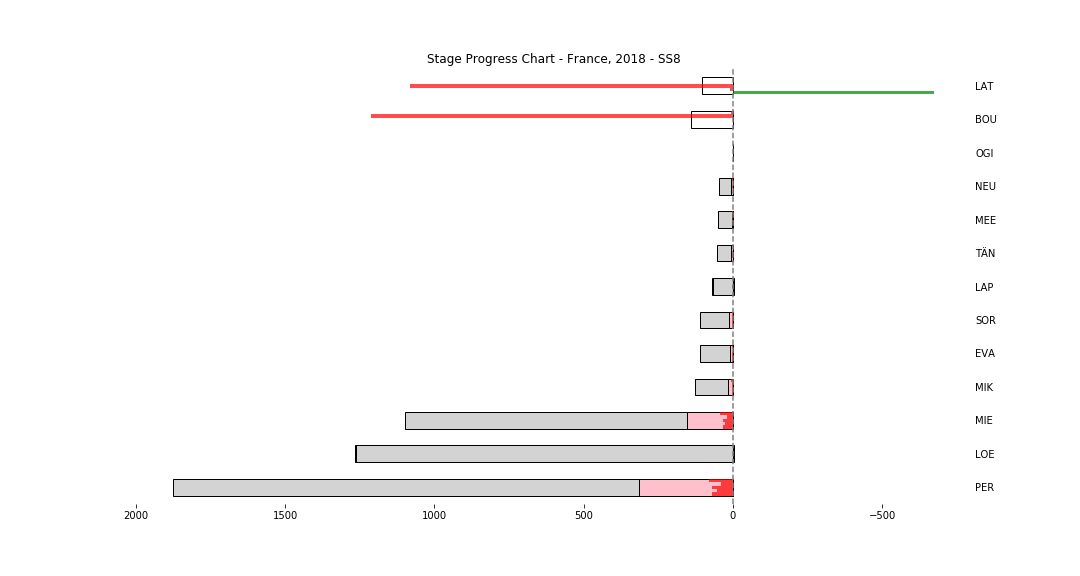 Stage Progress Chart - France, 2018 - SS8
LAT
BOU
OGI
NEU
MEE
TÄN
LAP
SOR
EVA
MIK
MIE
LOE
PER
2000 1500 1000 500 0 −500